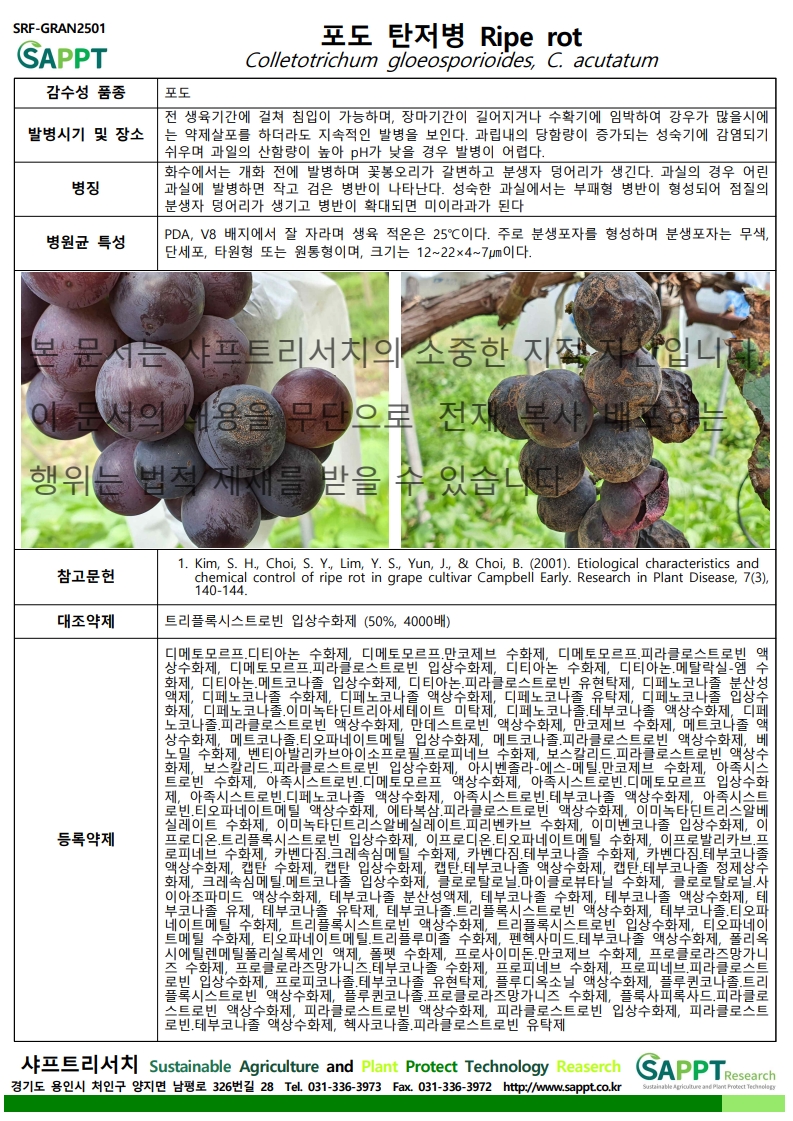 SRF-GRAN2501
SAPPT
포도 탄저병 Ripe rot
Colletotrichum gloeosporioides, C. acutatum
감수성 품종
포도
발병시기 및 장소
전 생육기간에 걸쳐 침입이 가능하며, 장마기간이 길어지거나 수확기에 임박하여 강우가 많을시에
는 약제살포를 하더라도 지속적인 발병을 보인다. 과립내의 당함량이 증가되는 성숙기에 감염되기
쉬우며 과일의 산함량이 높아 pH가 낮을 경우 발병이 어렵다.
병징
화수에서는 개화 전에 발병하며 꽃봉오리가 갈변하고 분생자 덩어리가 생긴다. 과실의 경우 어린
과실에 발병하면 작고 검은 병반이 나타난다. 성숙한 과실에서는 부패형 병반이 형성되어 점질의
분생자 덩어리가 생기고 병반이 확대되면 미이라과가 된다
병원균 특성
PDA, V8 배지에서 잘 자라며 생육 적온은 25℃이다. 주로 분생포자를 형성하며 분생포자는 무색,
단세포, 타원형 또는 원통형이며, 크기는 12~22×4~7㎛이다.
본 문서는 샤프트리서치의 소중한 지적 자산입니다.
이 문서의 내용을 무단으로 전재, 복사, 배포하는
행위는 법적 제재를 받을 수 있습니다
참고문헌
1. Kim, S. H., Choi, S. Y., Lim, Y. S., Yun, J., & Choi, B. (2001). Etiological characteristics and
chemical control of ripe rot in grape cultivar Campbell Early. Research in Plant Disease, 7(3),
140-144.
대조약제
트리플록시스트로빈 입상수화제 (50%, 4000배)
등록약제
디메토모르프.디티아논 수화제, 디메토모르프.만코제브 수화제, 디메토모르프.피라클로스트로빈 액
상수화제, 디메토모르프.피라클로스트로빈 입상수화제, 디티아논 수화제, 디티아논.메탈락실-엠 수
화제, 디티아논.메트코나졸 입상수화제, 디티아논.피라클로스트로빈 유현탁제, 디페노코나졸 분산성
액제, 디페노코나졸 수화제, 디페노코나졸 액상수화제, 디페노코나졸 유탁제, 디페노코나졸 입상수
화제, 디페노코나졸.이미녹타딘트리아세테이트 미탁제, 디페노코나졸.테부코나졸 액상수화제, 디페
노코나졸.피라클로스트로빈 액상수화제, 만데스트로빈 액상수화제, 만코제브 수화제, 메트코나졸 액
상수화제, 메트코나졸.티오파네이트메틸 입상수화제, 메트코나졸.피라클로스트로빈 액상수화제, 베
노밀 수화제, 벤티아발리카브아이소프로필.프로피네브 수화제, 보스칼리드.피라클로스트로빈 액상수
화제, 보스칼리드.피라클로스트로빈 입상수화제, 아시벤졸라-에스-메틸.만코제브 수화제, 아족시스
트로빈 수화제, 아족시스트로빈.디메토모르프 액상수화제, 아족시스트로빈.디메토모르프 입상수화
제, 아족시스트로빈.디페노코나졸 액상수화제, 아족시스트로빈.테부코나졸 액상수화제, 아족시스트
로빈.티오파네이트메틸 액상수화제, 에타복삼.피라클로스트로빈 액상수화제, 이미녹타딘트리스알베
실레이트 수화제, 이미녹타딘트리스알베실레이트.피리벤카브 수화제, 이미벤코나졸 입상수화제, 이
프로디온.트리플록시스트로빈 입상수화제, 이프로디온.티오파네이트메틸 수화제, 이프로발리카브.프
로피네브 수화제, 카벤다짐.크레속심메틸 수화제, 카벤다짐.테부코나졸 수화제, 카벤다짐.테부코나졸
액상수화제, 캡탄 수화제, 캡탄 입상수화제, 캡탄.테부코나졸 액상수화제, 캡탄.테부코나졸 정제상수
화제, 크레속심메틸.메트코나졸 입상수화제, 클로로탈로닐.마이클로뷰타닐 수화제, 클로로탈로닐.사
이아조파미드 액상수화제, 테부코나졸 분산성액제, 테부코나졸 수화제, 테부코나졸 액상수화제, 테
부코나졸 유제, 테부코나졸 유탁제, 테부코나졸.트리플록시스트로빈 액상수화제, 테부코나졸.티오파
네이트메틸 수화제, 트리플록시스트로빈 액상수화제, 트리플록시스트로빈 입상수화제, 티오파네이
트메틸 수화제, 티오파네이트메틸.트리플루미졸 수화제, 펜헥사미드.테부코나졸 액상수화제, 폴리옥
시에틸렌메틸폴리실록세인 액제, 폴펫 수화제, 프로사이미돈.만코제브 수화제, 프로클로라즈망가니
즈 수화제, 프로클로라즈망가니즈.테부코나졸 수화제, 프로피네브 수화제, 프로피네브.피라클로스트
로빈 입상수화제, 프로피코나졸.테부코나졸 유현탁제, 플루디옥소닐 액상수화제, 플루퀸코나졸.트리
플록시스트로빈 액상수화제, 플루퀸코나졸.프로클로라즈망가니즈 수화제, 플룩사피록사드.피라클로
스트로빈 액상수화제, 피라클로스트로빈 액상수화제, 피라클로스트로빈 입상수화제, 피라클로스트
로빈.테부코나졸 액상수화제, 헥사코나졸.피라클로스트로빈 유탁제
샤프트리서치 Sustainable Agriculture and Plant Protect Technology Reaserch
경기도 용인시 처인구 양지면 남평로 326번길 28 Tel. 031-336-3973 Fax. 031-336-3972 http://www.sappt.co.kr
SAPPT Research
Sustainable Agriculture and Plant Protect Technology